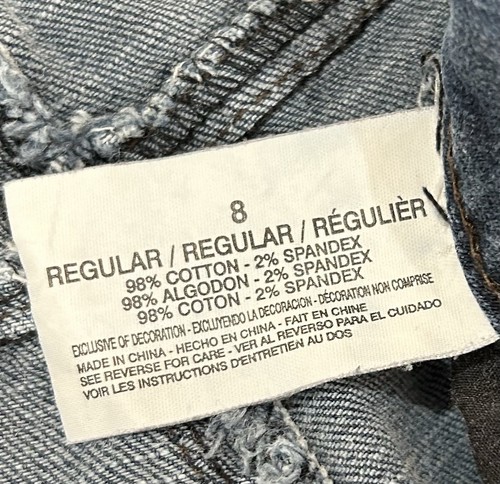 8
REGULAR / REGULAR / RÉGULIÈR
98% COTTON - 2% SPANDEX
98% ALGODON - 2% SPANDEX
98% COTON - 2% SPANDEX
EXCLUSIVE OF DECORATION - EXCLUYENDO LA DECORACION - DÉCORATION NON COMPRISE
MADE IN CHINA - HECHO EN CHINA - FAIT EN CHINE
SEE REVERSE FOR CARE - VER AL REVERSO PARA EL CUIDADO
VOIR LES INSTRUCTIONS D'ENTRETIEN AU DOS